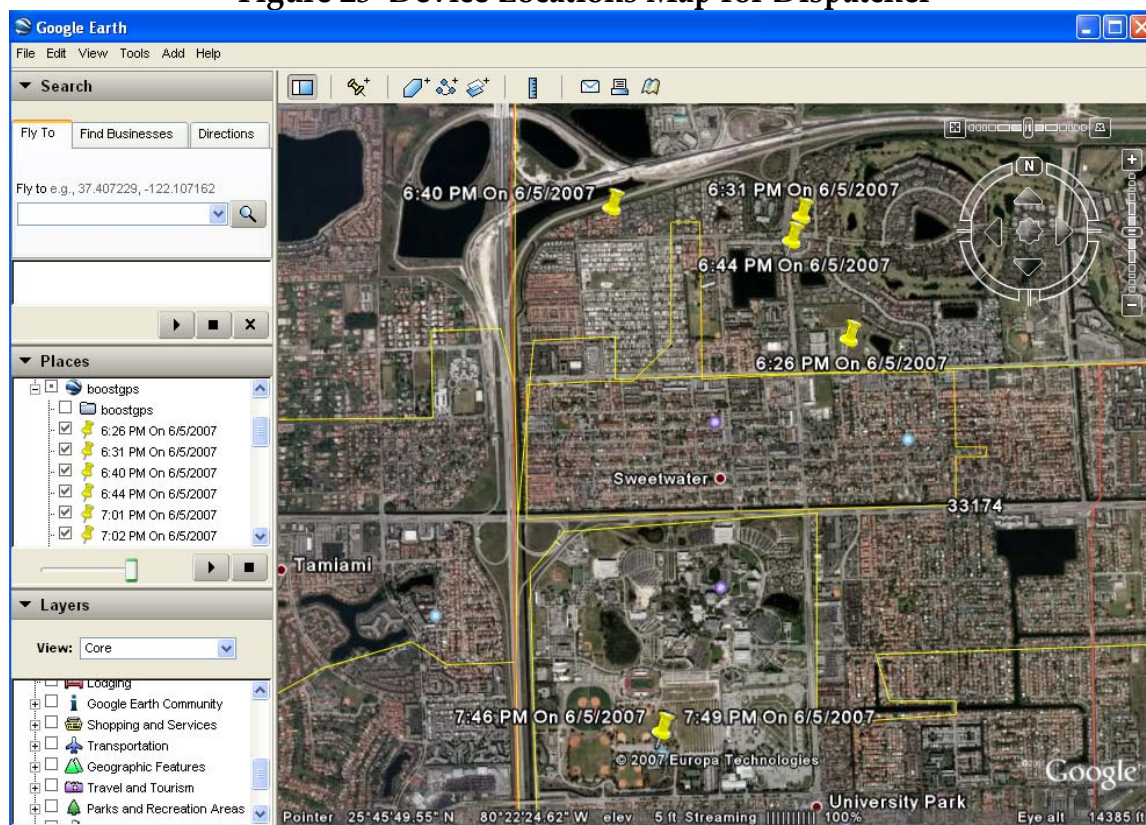 Figure 25 Device Locations Map for Dispatcher
Google Earth
File Edit View Tools Add Help
Search
Fly To
Find Businesses
Directions
Fly to e.g., 37.407229, -122.107162
Places
boostgps
boostgps
6:26 PM On 6/5/2007
6:31 PM On 6/5/2007
6:40 PM On 6/5/2007
6:44 PM On 6/5/2007
7:01 PM On 6/5/2007
7:02 PM On 6/5/2007
Layers
View: Core
Lodging
Google Earth Community
Shopping and Services
Transportation
Geographic Features
Travel and Tourism
Parks and Recreation Areas
N
6:40 PM On 6/5/2007
6:31 PM On 6/5/2007
6:44 PM On 6/5/2007
6:26 PM On 6/5/2007
Sweetwater
33174
Tamiami
7:46 PM On 6/5/2007
7:49 PM On 6/5/2007
© 2007 Europa Technologies
Google
University Park
Pointer 25°45'49.55" N 80°22'24.62" W elev 5 ft Streaming 100% Eye alt 14385 ft